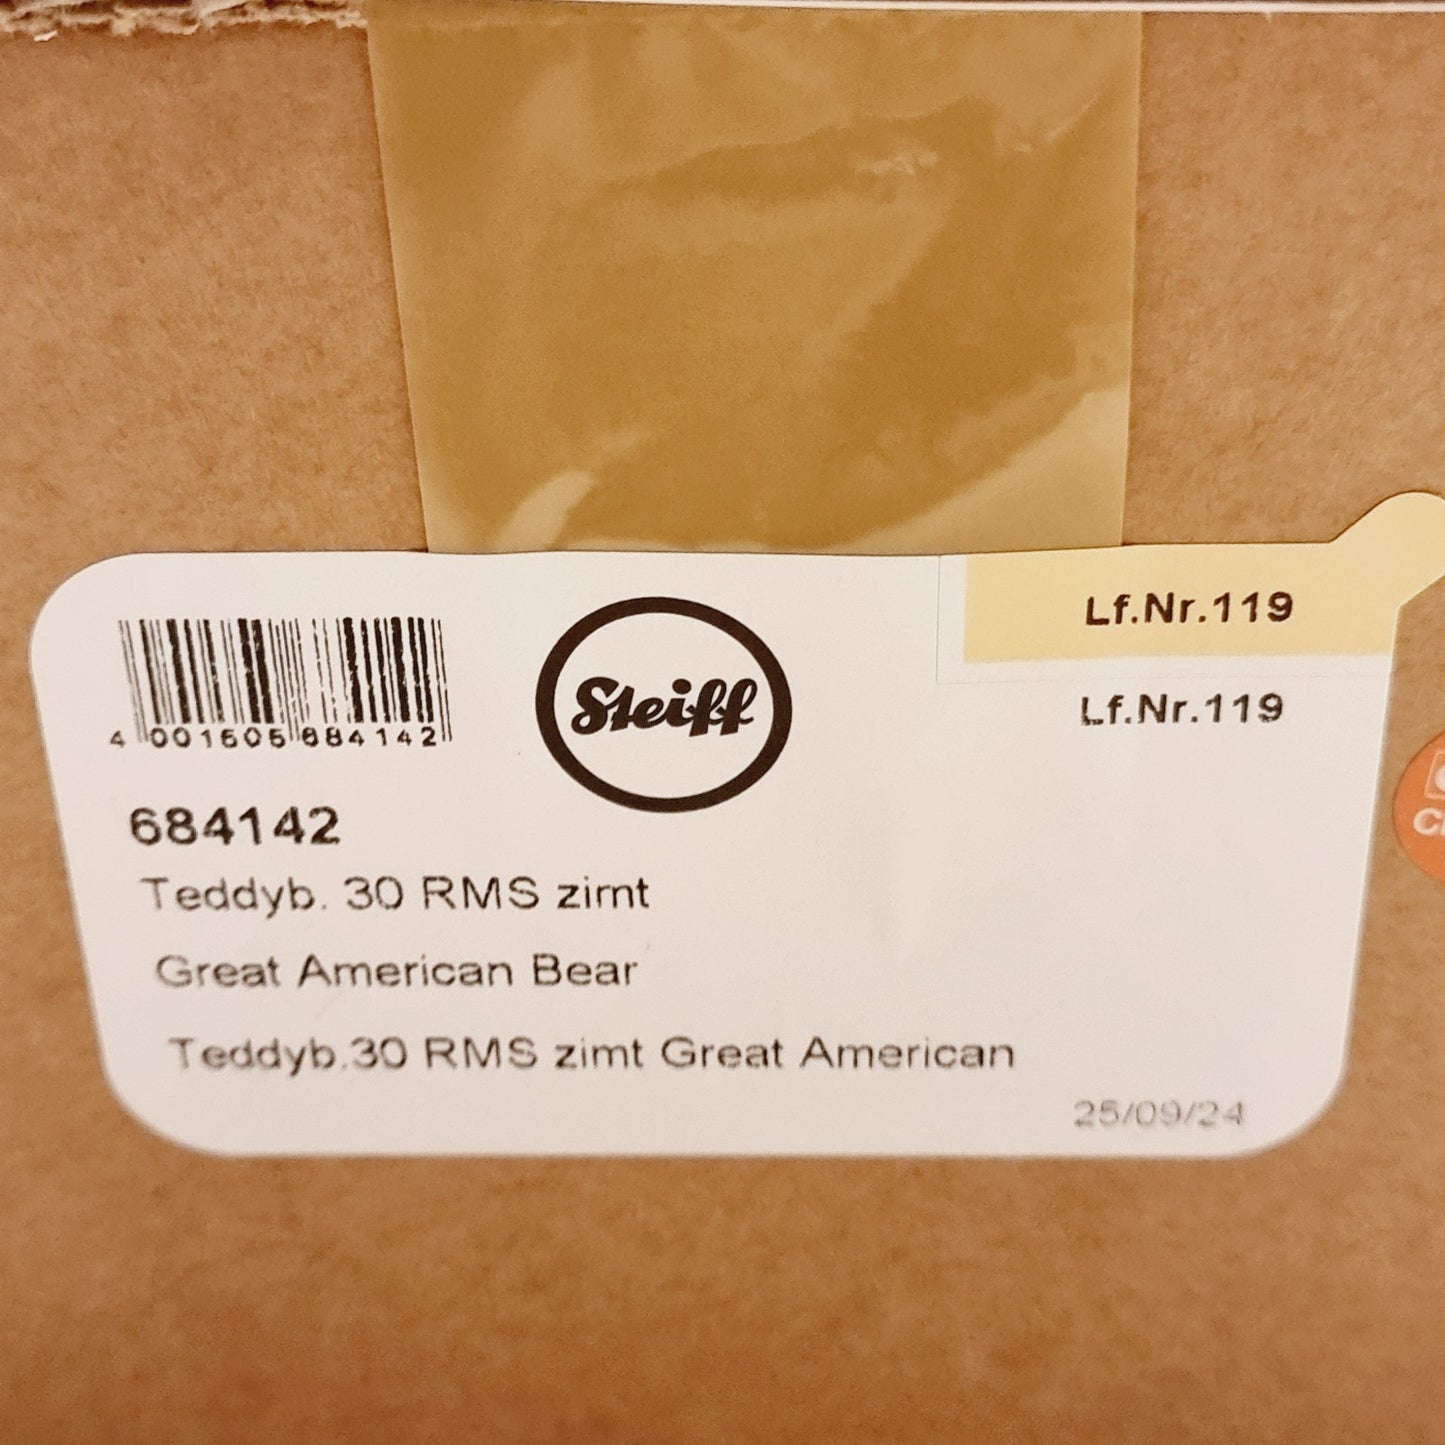 Lf.Nr.119
Lf.Nr.119
Steiff
4 001505 684142
684142
Teddyb. 30 RMS zimt
Great American Bear
Teddyb.30 RMS zimt Great American
25/09/24